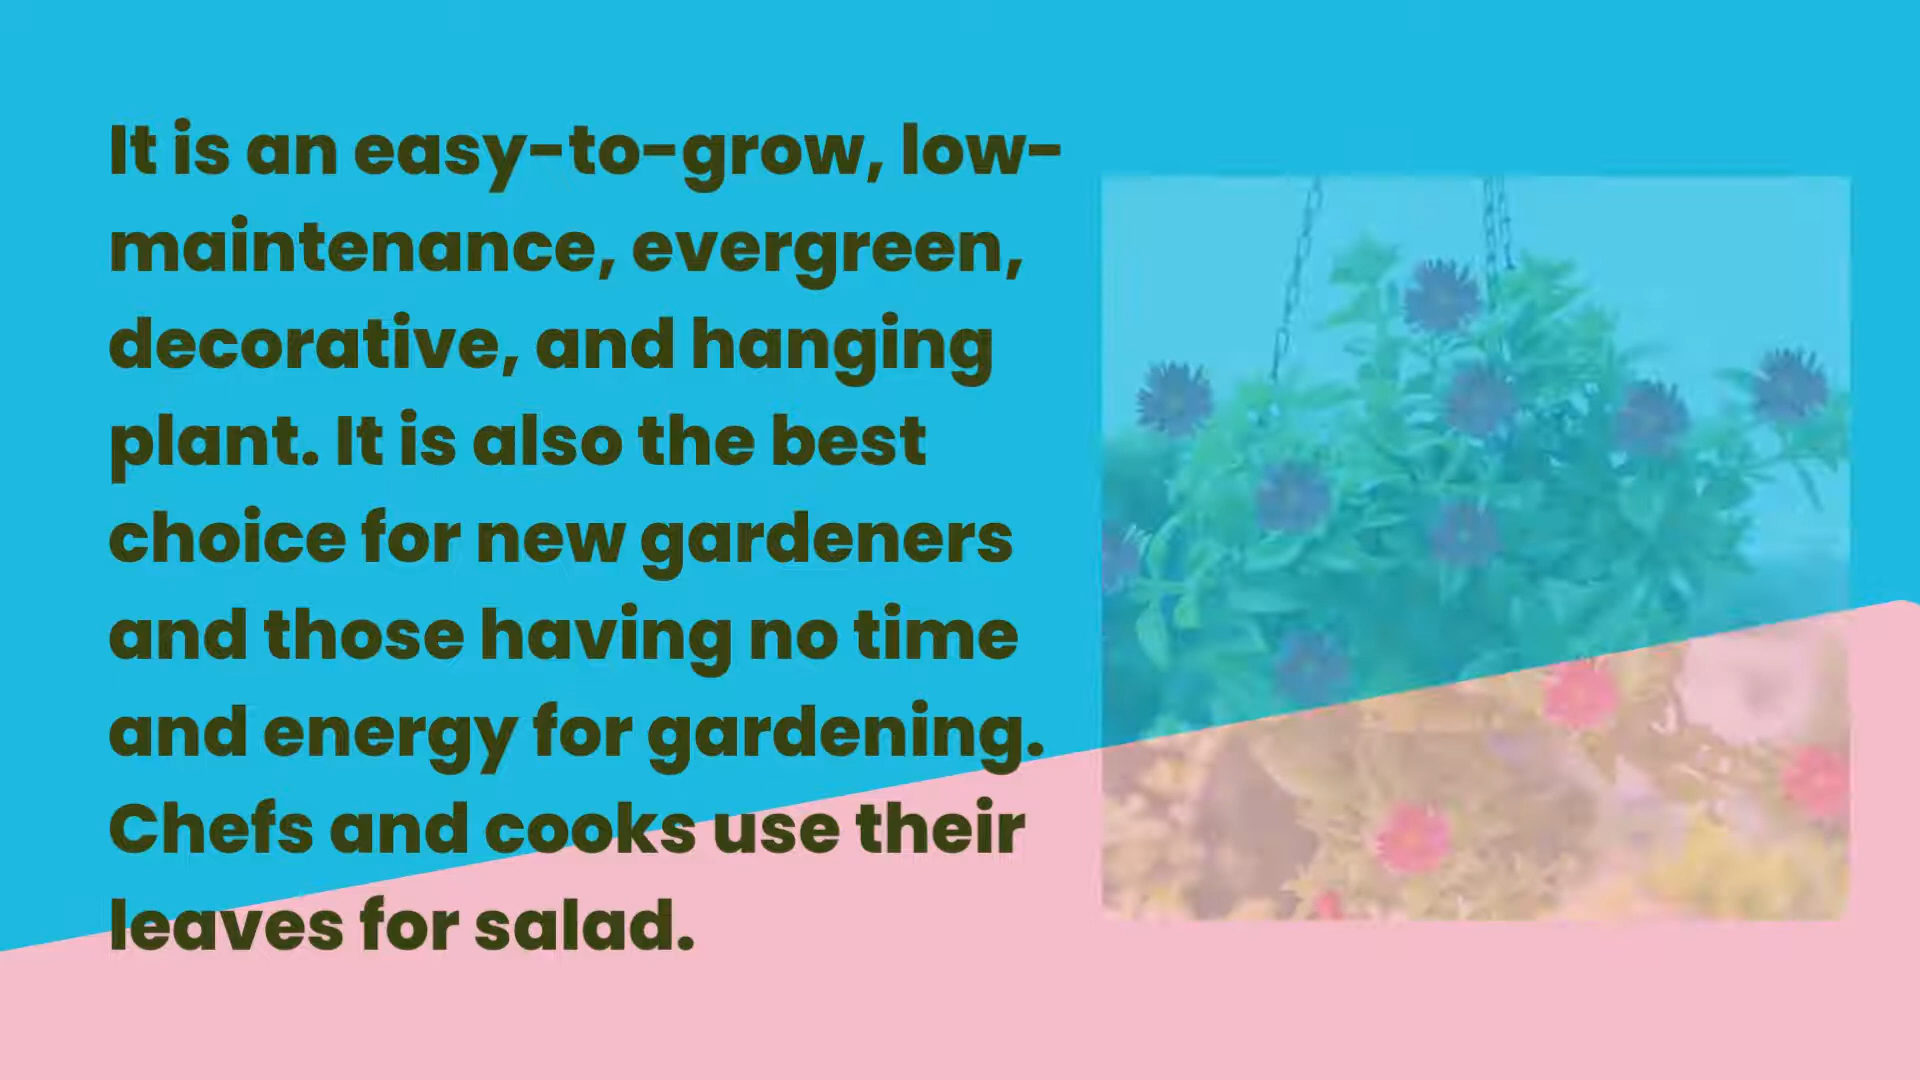 It is an easy-to-grow, low-
maintenance, evergreen,
decorative, and hanging
plant. It is also the best
choice for new gardeners
and those having no time
and energy for gardening.
Chefs and cooks use their
leaves for salad.